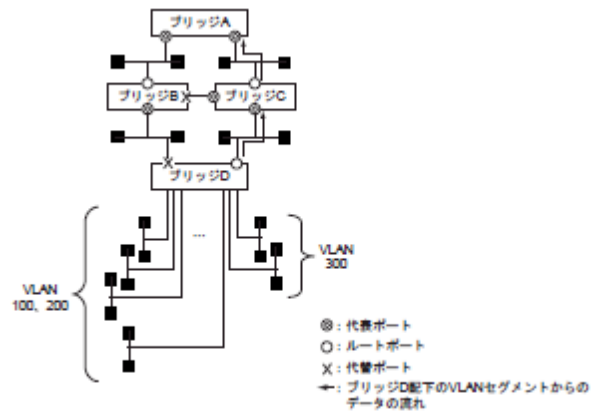 ブリッジA
ブリッジB
ブリッジC
ブリッジD
...
VLAN
100、200
VLAN
300
◎：代表ポート
○：ルートポート
×：代替ポート
←：ブリッジD配下のVLANセグメントからの
データの流れ